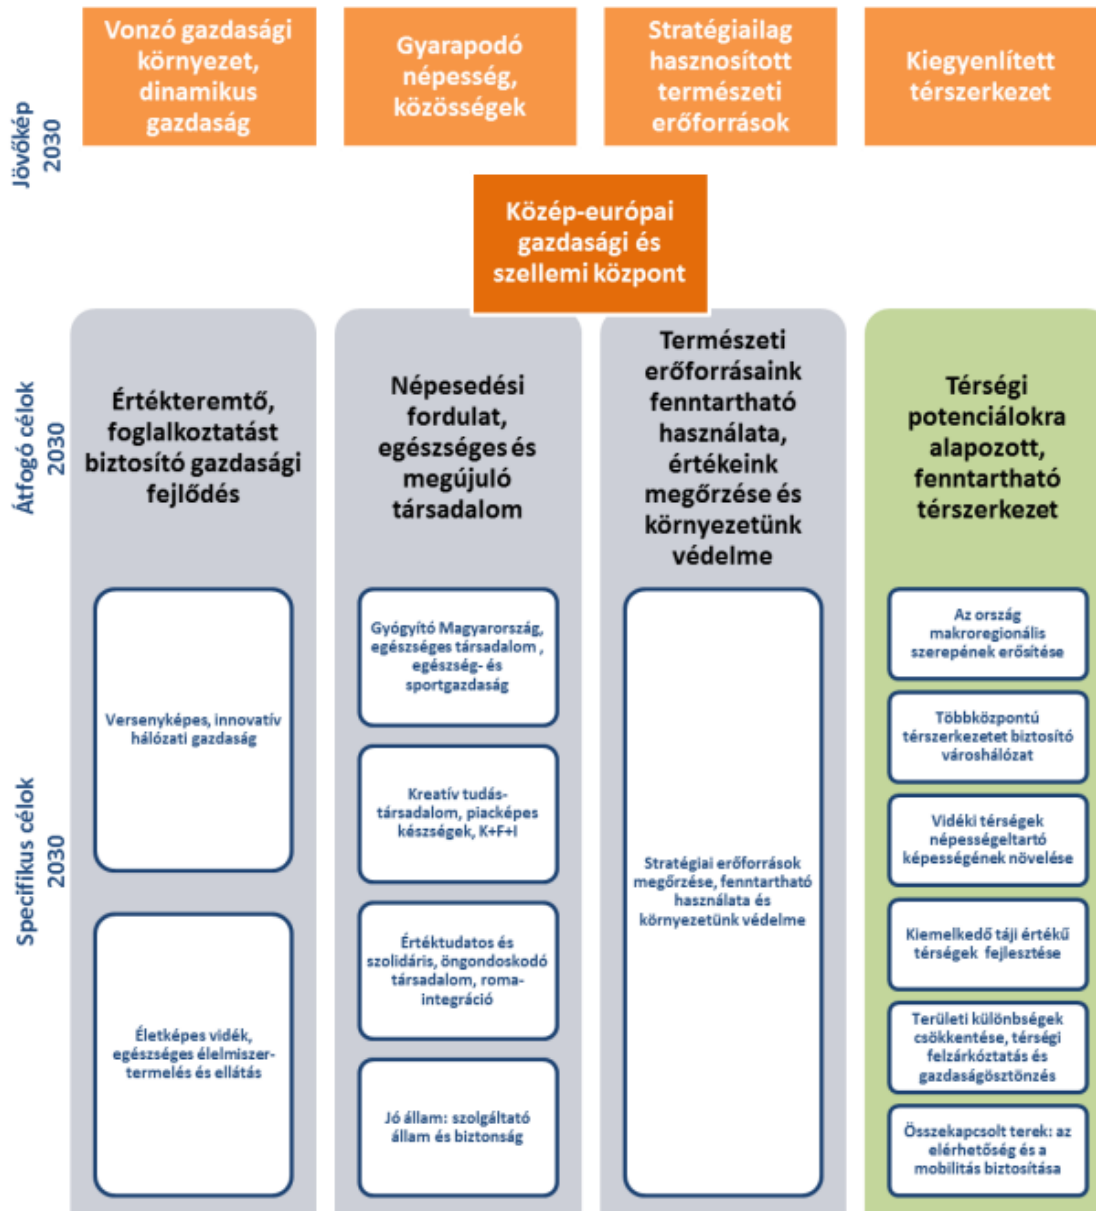 Jövőkép
2030
Vonzó gazdasági
környezet,
dinamikus
gazdaság
Gyarapodó
népesség,
közösségek
Stratégiailag
hasznosított
természeti
erőforrások
Kiegyenlített
térszerkezet
Közép-európai
gazdasági és
szellemi központ
Átfogó célok
2030
Értékteremtő,
foglalkoztatást
biztosító gazdasági
fejlődés
Népesedési
fordulat,
egészséges és
megújuló
társadalom
Természeti
erőforrásaink
fenntartható
használata,
értékeink
megőrzése és
környezetünk
védelme
Térségi
potenciálokra
alapozott,
fenntartható
térszerkezet
Specifikus célok
2030
Versenyképes, innovatív
hálózati gazdaság
Életképes vidék,
egészséges élelmiszer-
termelés és ellátás
Gyógyító Magyarország,
egészséges társadalom ,
egészség- és
sportgazdaság
Kreatív tudás-
társadalom, piacképes
készségek, K+F+I
Értéktudatos és
szolidáris, öngondoskodó
társadalom, roma-
integráció
Jó állam: szolgáltató
állam és biztonság
Stratégiai erőforrások
megőrzése, fenntartható
használata és
környezetünk védelme
Az ország
makroregionális
szerepének erősítése
Többközpontú
térszerkezetet biztosító
városhálózat
Vidéki térségek
népességeltartó
képességének növelése
Kiemelkedő táji értékű
térségek fejlesztése
Területi különbségek
csökkentése, térségi
felzárkóztatás és
gazdaságösztönzés
Összekapcsolt terek: az
elérhetőség és a
mobilitás biztosítása